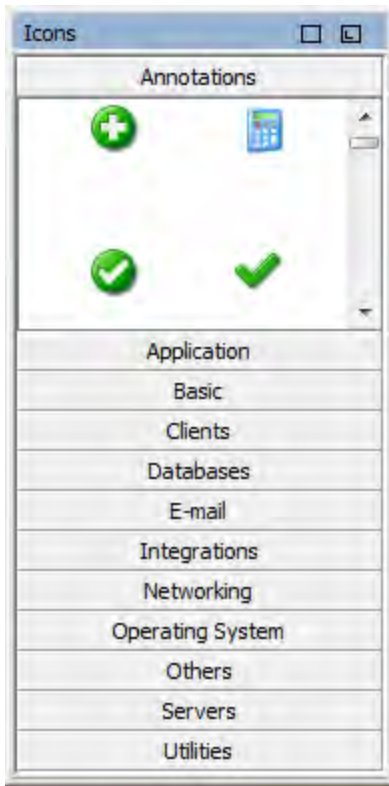 Icons
Annotations
Application
Basic
Clients
Databases
E-mail
Integrations
Networking
Operating System
Others
Servers
Utilities